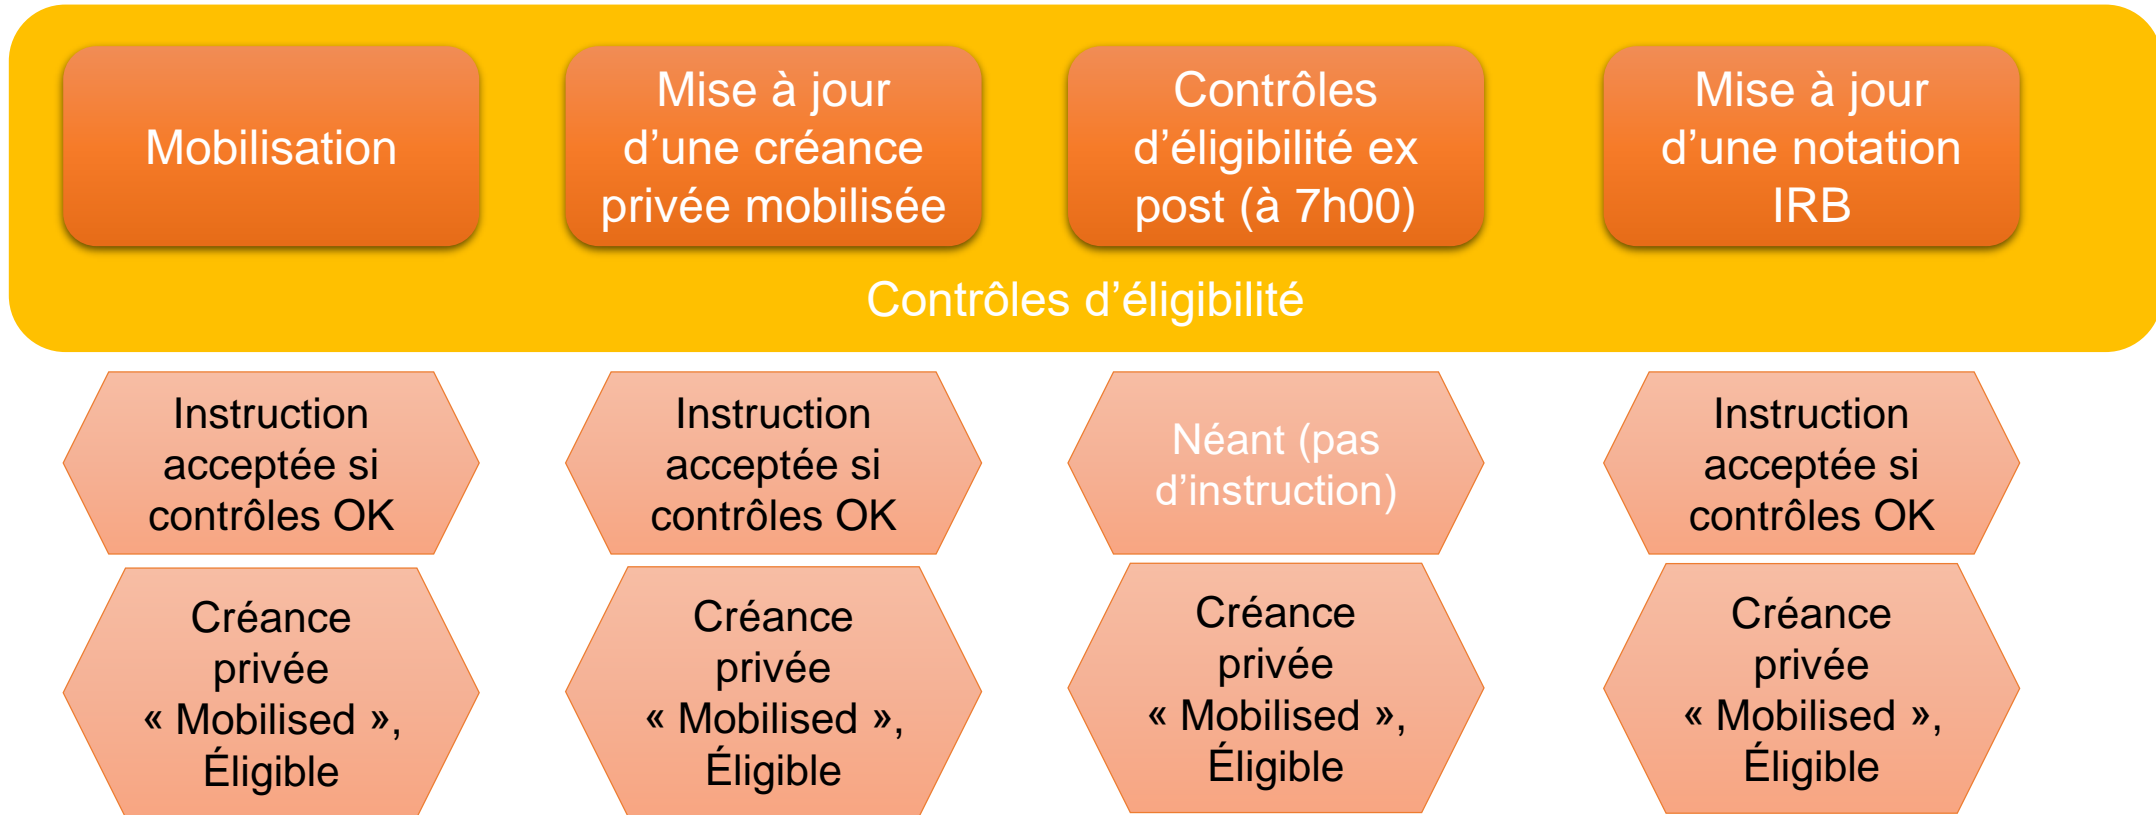 Mobilisation
Mise à jour
d’une créance
privée mobilisée
Contrôles
d’éligibilité ex
post (à 7h00)
Mise à jour
d’une notation
IRB
Contrôles d’éligibilité
Instruction
acceptée si
contrôles OK
Instruction
acceptée si
contrôles OK
Néant (pas
d’instruction)
Instruction
acceptée si
contrôles OK
Créance
privée
« Mobilised »,
Éligible
Créance
privée
« Mobilised »,
Éligible
Créance
privée
« Mobilised »,
Éligible
Créance
privée
« Mobilised »,
Éligible